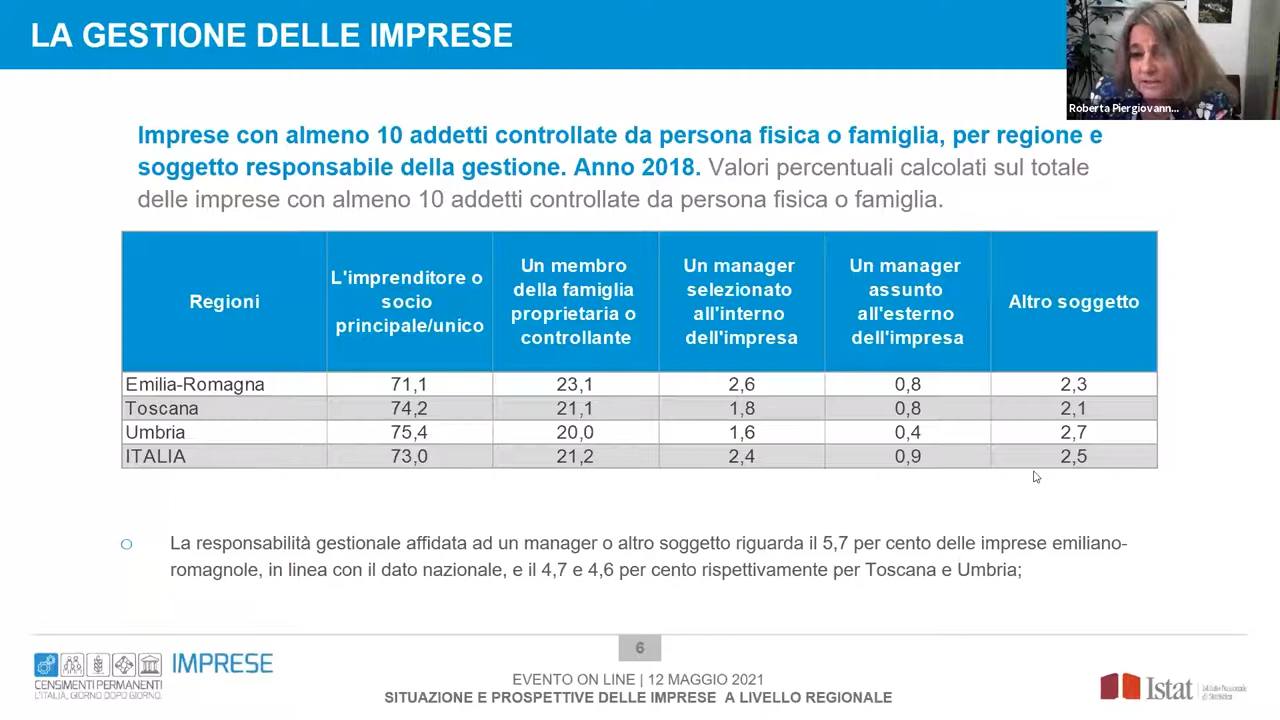 LA GESTIONE DELLE IMPRESE
Roberta Piergiovann...
Imprese con almeno 10 addetti controllate da persona fisica o famiglia, per regione e
soggetto responsabile della gestione. Anno 2018. Valori percentuali calcolati sul totale
delle imprese con almeno 10 addetti controllate da persona fisica o famiglia.
Regioni
L'imprenditore o
socio
principale/unico
Un membro
della famiglia
proprietaria o
controllante
Un manager
selezionato
all'interno
dell'impresa
Un manager
assunto
all'esterno
dell'impresa
Altro soggetto
Emilia-Romagna 71,1 23,1 2,6 0,8 2,3
Toscana 74,2 21,1 1,8 0,8 2,1
Umbria 75,4 20,0 1,6 0,4 2,7
ITALIA 73,0 21,2 2,4 0,9 2,5
La responsabilità gestionale affidata ad un manager o altro soggetto riguarda il 5,7 per cento delle imprese emiliano-
romagnole, in linea con il dato nazionale, e il 4,7 e 4,6 per cento rispettivamente per Toscana e Umbria;
6
IMPRESE
CENSIMENTI PERMANENTI
L'ITALIA, GIORNO DOPO GIORNO.
EVENTO ON LINE | 12 MAGGIO 2021
SITUAZIONE E PROSPETTIVE DELLE IMPRESE A LIVELLO REGIONALE
Istat
Istituto Nazionale
di Statistica